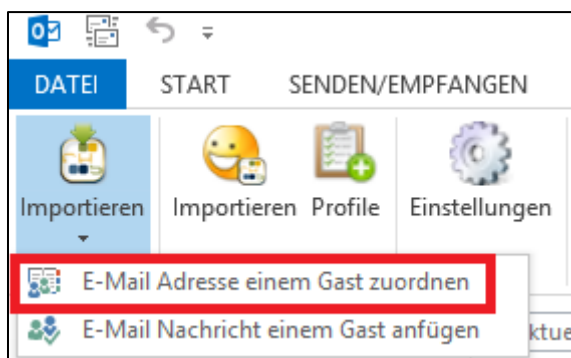 DATEI START SENDEN/EMPFANGEN
Importieren Importieren Profile Einstellungen
E-Mail Adresse einem Gast zuordnen
E-Mail Nachricht einem Gast anfügen